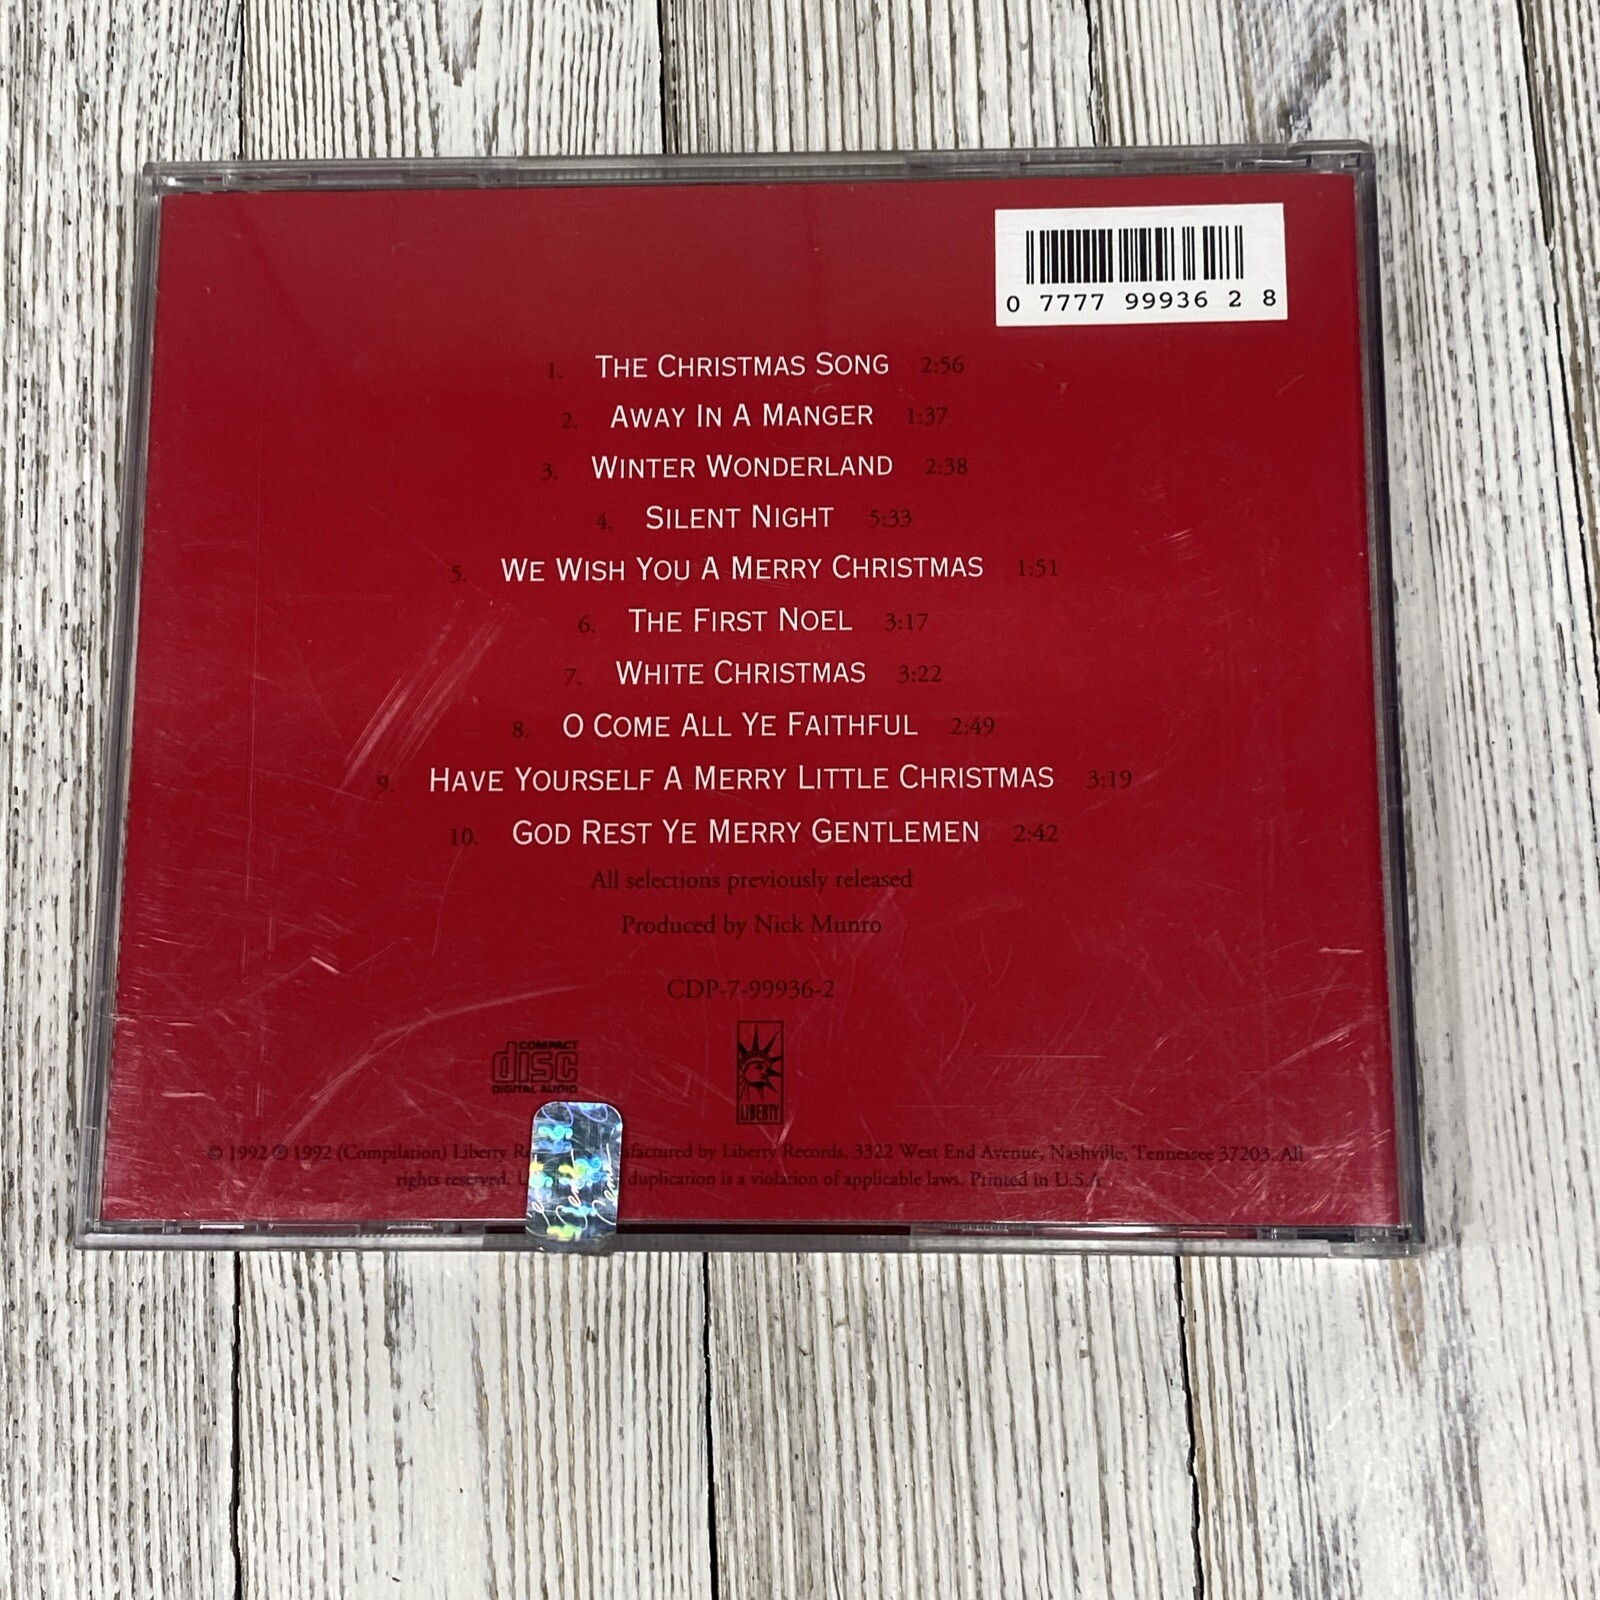 0 7777 99936 2 8
1. THE CHRISTMAS SONG 2:56
2. AWAY IN A MANGER 1:37
3. WINTER WONDERLAND 2:38
4. SILENT NIGHT 5:33
5. WE WISH YOU A MERRY CHRISTMAS 1:51
6. THE FIRST NOEL 3:17
7. WHITE CHRISTMAS 3:22
8. O COME ALL YE FAITHFUL 2:49
9. HAVE YOURSELF A MERRY LITTLE CHRISTMAS 3:19
10. GOD REST YE MERRY GENTLEMEN 2:42
All selections previously released
Produced by Nick Munro
CDP-7-99936-2
COMPACT
disc
DIGITAL AUDIO
LIBERTY
© 1992 ℗ 1992 (Compilation) Liberty by Liberty Records, 3322 West End Avenue, Nashville, Tennessee 37203. All
rights reserved. duplication is a violation of applicable laws. Printed in U.S.A.